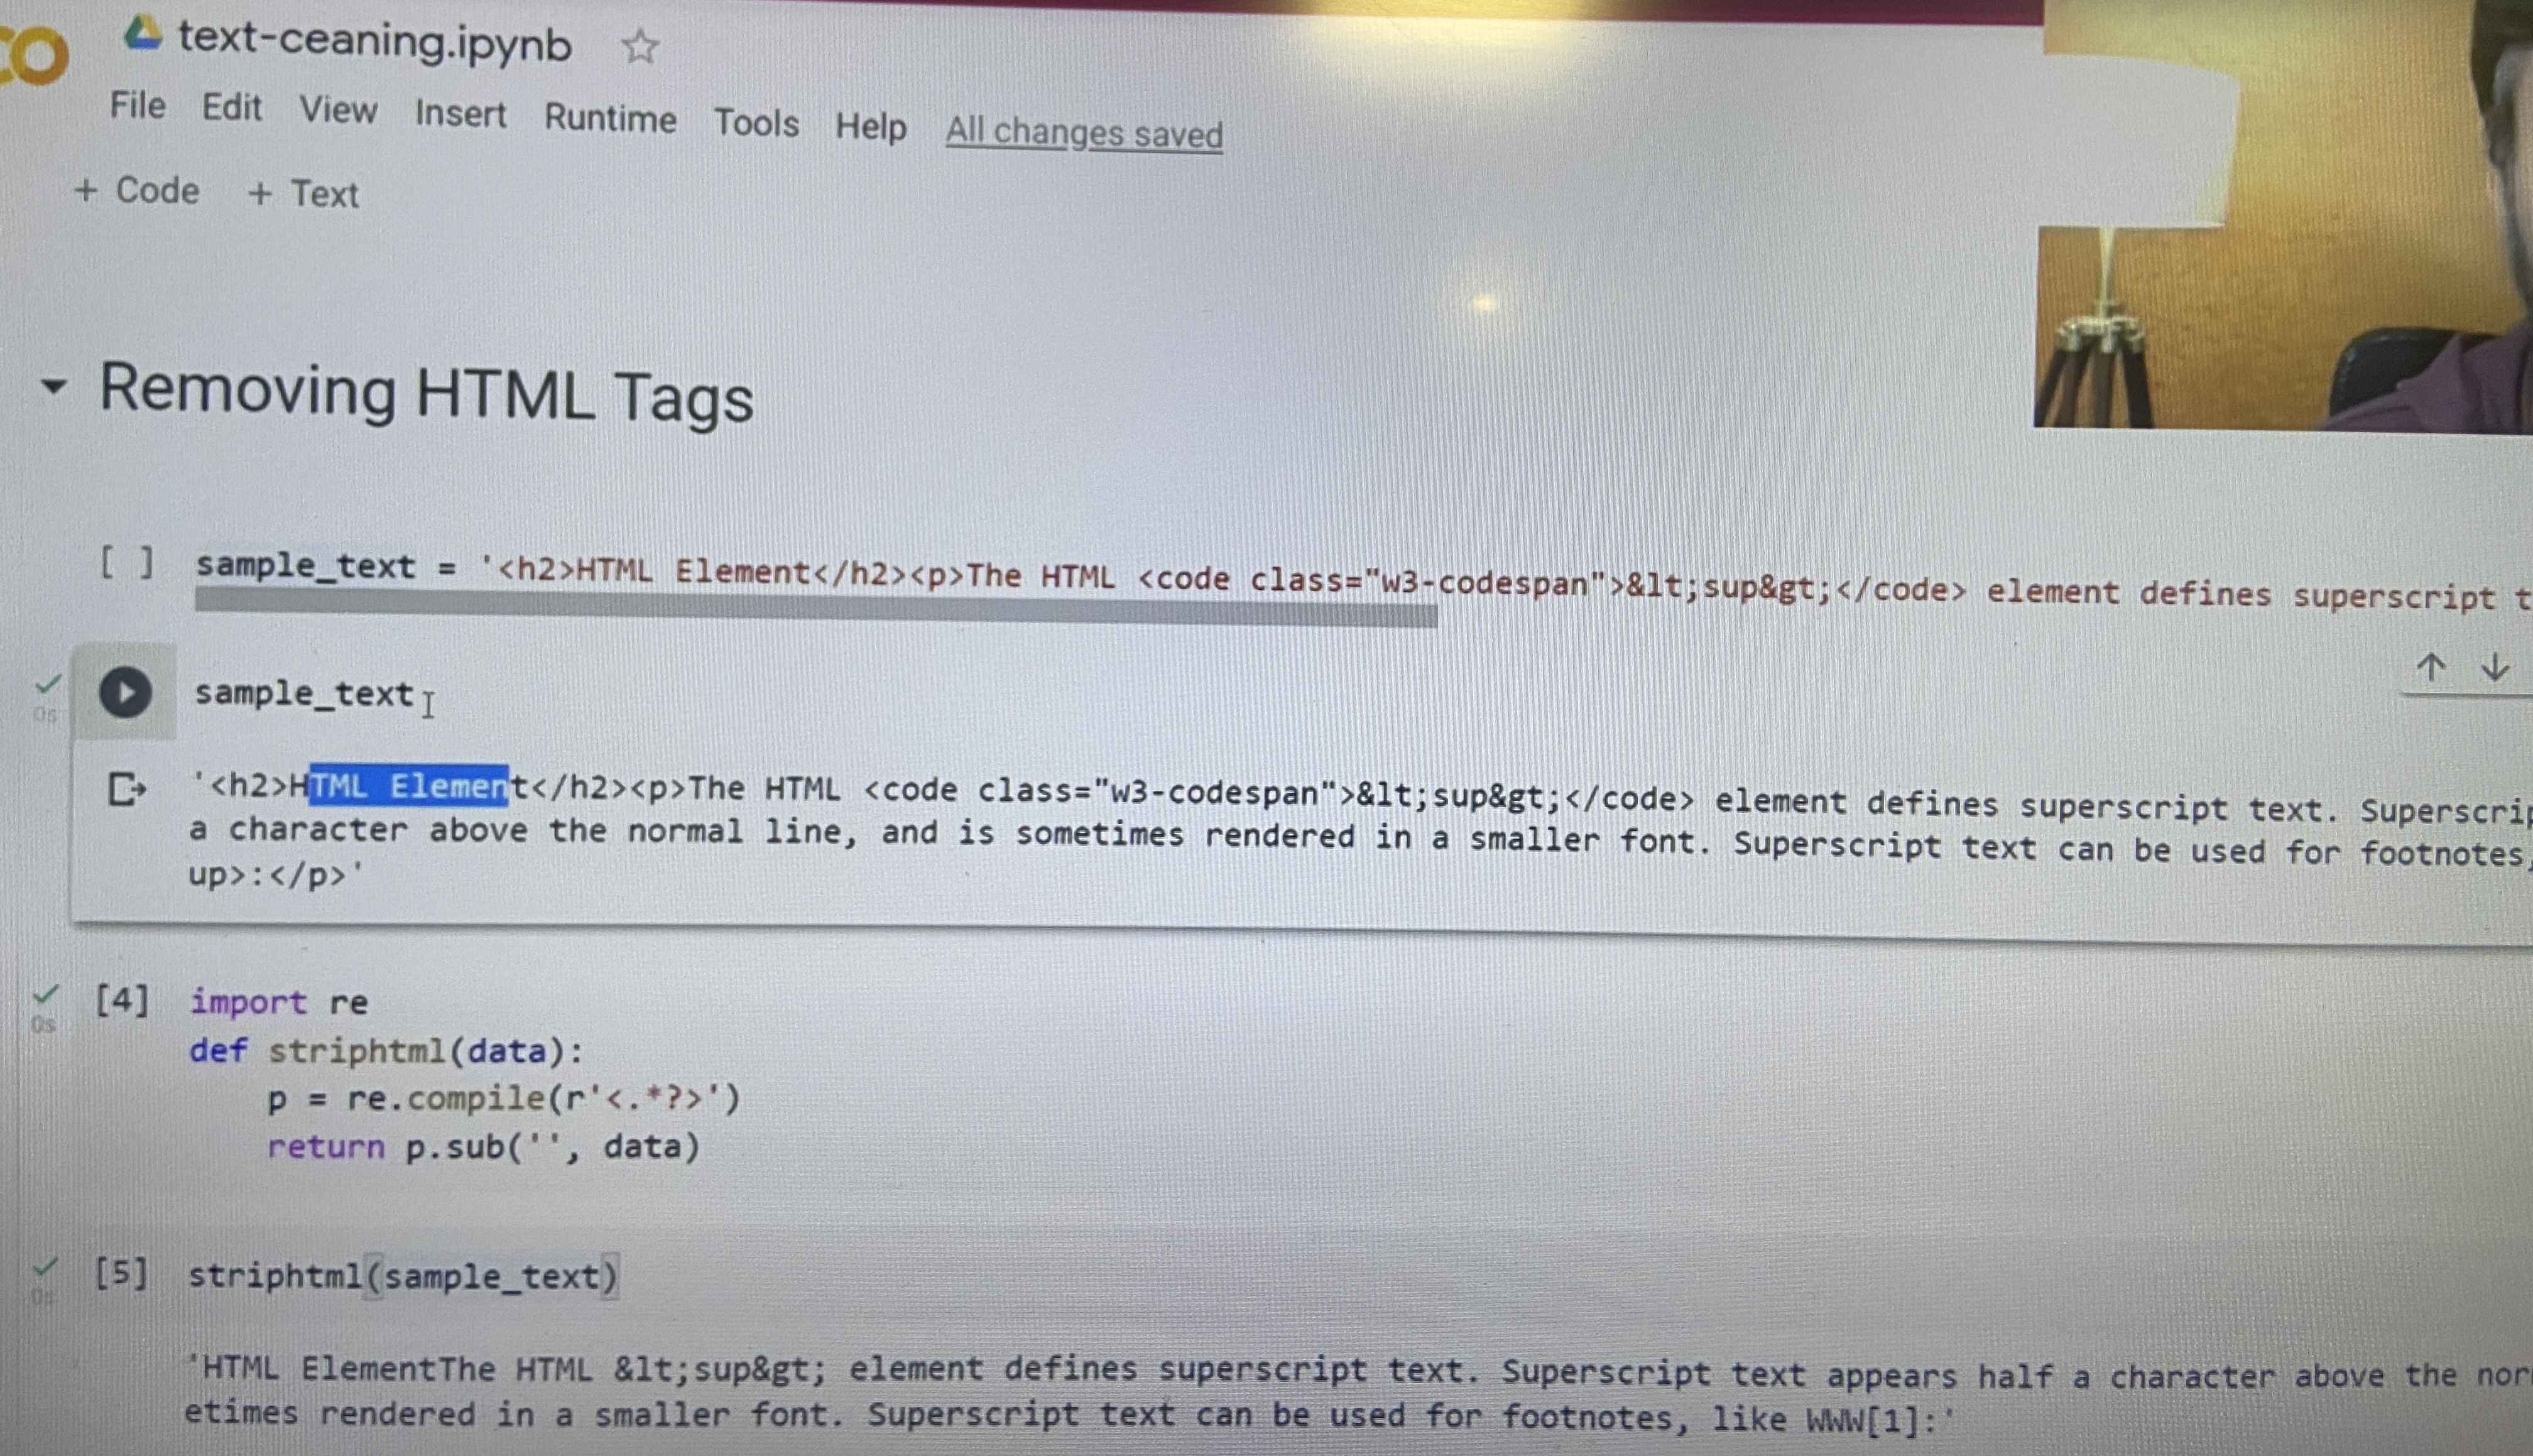 CO
text-ceaning.ipynb
File Edit View Insert Runtime Tools Help All changes saved
+ Code + Text
Removing HTML Tags
[ ] sample_text = '<h2>HTML Element</h2><p>The HTML <code class="w3-codespan">&lt;sup&gt;</code> element defines superscript t
sample_text
0s
'<h2>HTML Element</h2><p>The HTML <code class="w3-codespan">&lt;sup&gt;</code> element defines superscript text. Superscrip
a character above the normal line, and is sometimes rendered in a smaller font. Superscript text can be used for footnotes,
up>:</p>'
[4] import re
0s
def striphtml(data):
p = re.compile(r'<.*?>')
return p.sub('', data)
[5] striphtml(sample_text)
0s
'HTML ElementThe HTML &lt;sup&gt; element defines superscript text. Superscript text appears half a character above the nor
etimes rendered in a smaller font. Superscript text can be used for footnotes, like WWW[1]:'